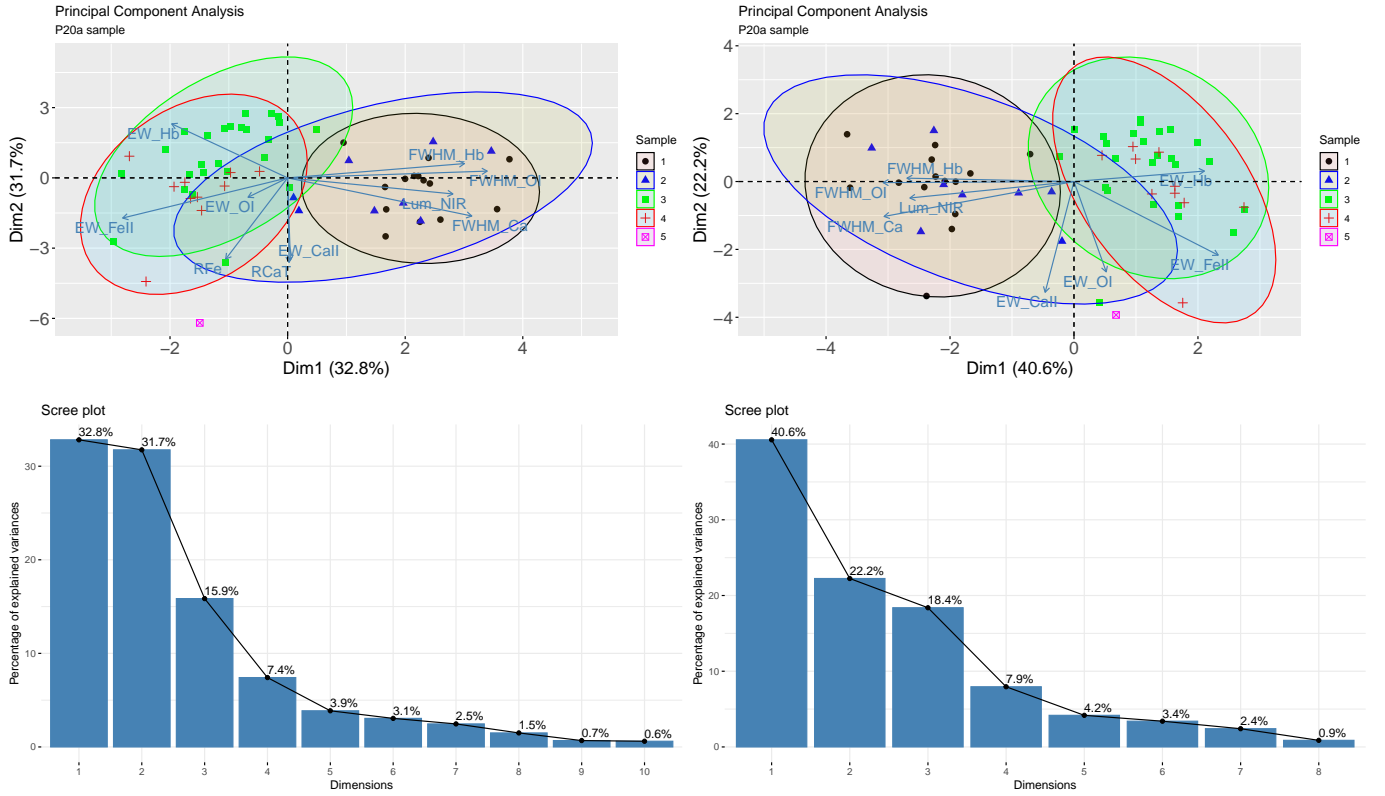 Principal Component Analysis
P20a sample
Dim2 (31.7%)
3
0
−3
−6
EW_Hb
EW_FeII
EW_OI
RFe
RCaT
EW_CaII
FWHM_Hb
FWHM_OI
Lum_NIR
FWHM_Ca
−2
0
2
4
Dim1 (32.8%)
Sample
1
2
3
4
5
Principal Component Analysis
P20a sample
Dim2 (22.2%)
4
2
0
−2
−4
FWHM_Hb
FWHM_OI
Lum_NIR
FWHM_Ca
EW_Hb
EW_FeII
EW_OI
EW_CaII
−4
−2
0
2
Dim1 (40.6%)
Sample
1
2
3
4
5
Scree plot
Percentage of explained variances
30
20
10
0
32.8%
31.7%
15.9%
7.4%
3.9%
3.1%
2.5%
1.5%
0.7%
0.6%
1 2 3 4 5 6 7 8 9 10
Dimensions
Scree plot
Percentage of explained variances
40
30
20
10
0
40.6%
22.2%
18.4%
7.9%
4.2%
3.4%
2.4%
0.9%
1 2 3 4 5 6 7 8
Dimensions